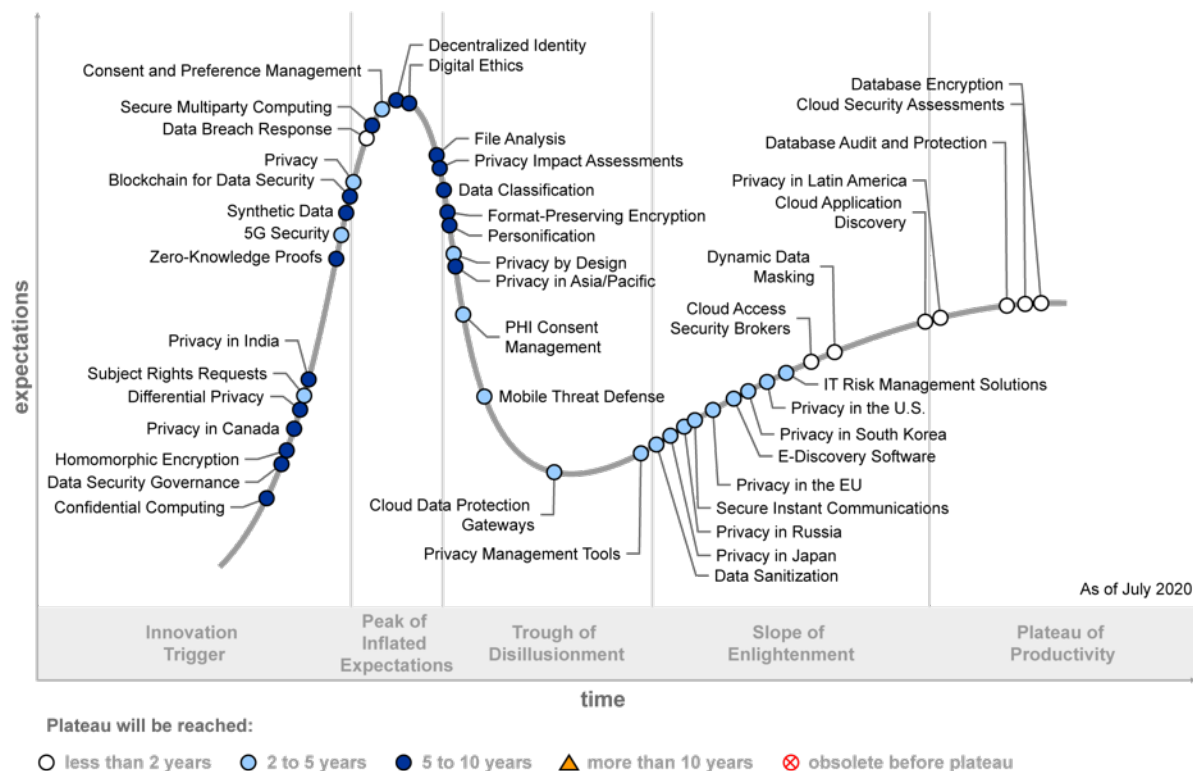 expectations
Decentralized Identity
Digital Ethics
Consent and Preference Management
Secure Multiparty Computing
Data Breach Response
Privacy
Blockchain for Data Security
Synthetic Data
5G Security
Zero-Knowledge Proofs
Privacy in India
Subject Rights Requests
Differential Privacy
Privacy in Canada
Homomorphic Encryption
Data Security Governance
Confidential Computing
File Analysis
Privacy Impact Assessments
Data Classification
Format-Preserving Encryption
Personification
Privacy by Design
Privacy in Asia/Pacific
PHI Consent
Management
Mobile Threat Defense
Cloud Data Protection
Gateways
Privacy Management Tools
Data Sanitization
Privacy in Japan
Privacy in Russia
Secure Instant Communications
Privacy in the EU
E-Discovery Software
Privacy in South Korea
Privacy in the U.S.
IT Risk Management Solutions
Cloud Access
Security Brokers
Dynamic Data
Masking
Cloud Application
Discovery
Privacy in Latin America
Database Audit and Protection
Cloud Security Assessments
Database Encryption
As of July 2020
Innovation
Trigger
Peak of
Inflated
Expectations
Trough of
Disillusionment
Slope of
Enlightenment
Plateau of
Productivity
time
Plateau will be reached:
less than 2 years
2 to 5 years
5 to 10 years
more than 10 years
obsolete before plateau